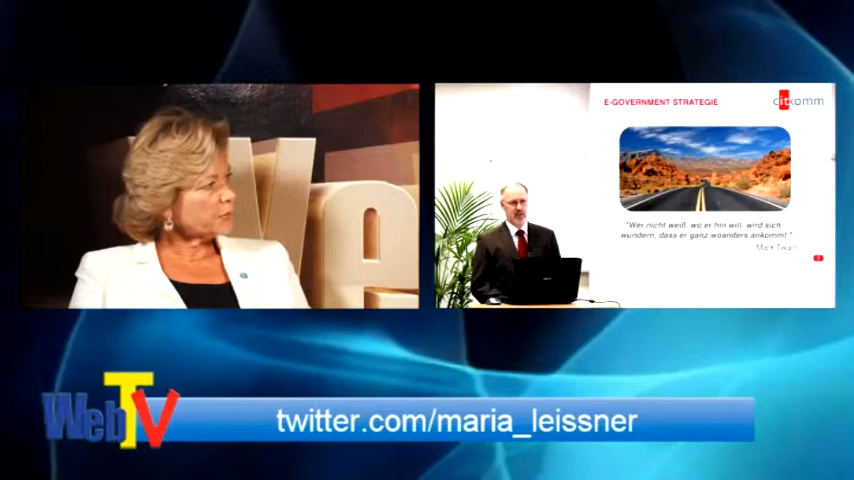 E-GOVERNMENT STRATEGIE
citkomm
"Wer nicht weiß, wo er hin will, wird sich
wundern, dass er ganz woanders ankommt."
Mark Twain
WebTV
twitter.com/maria_leissner